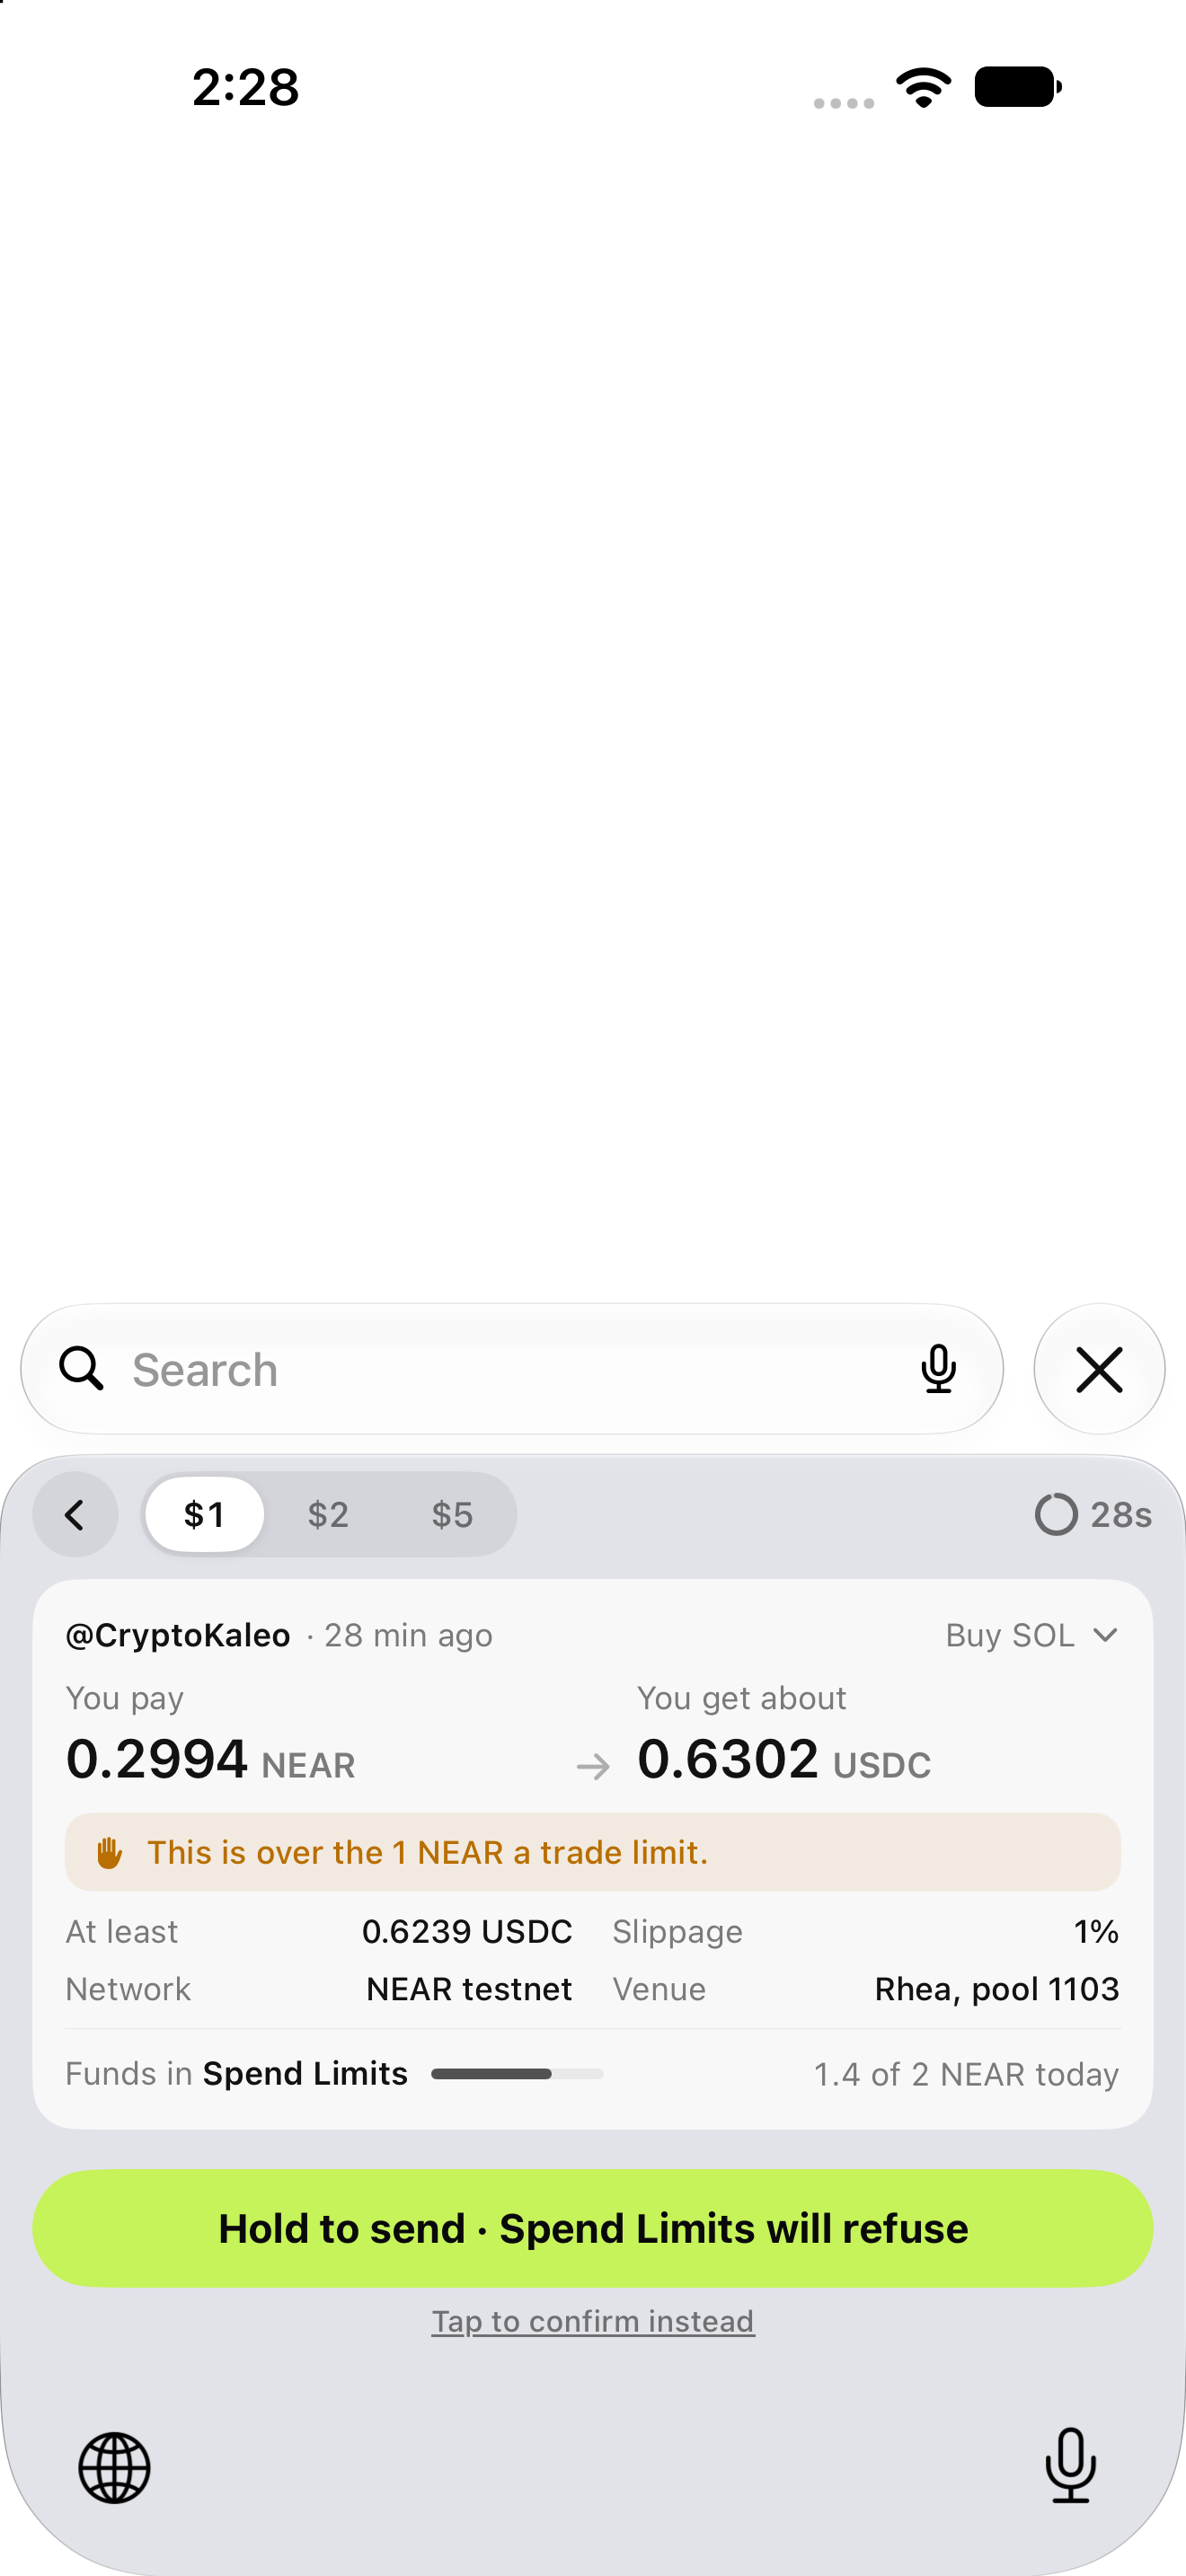 2:28
Search
$1 $2 $5 28s
@CryptoKaleo · 28 min ago Buy SOL
You pay You get about
0.2994 NEAR → 0.6302 USDC
This is over the 1 NEAR a trade limit.
At least 0.6239 USDC Slippage 1%
Network NEAR testnet Venue Rhea, pool 1103
Funds in Spend Limits 1.4 of 2 NEAR today
Hold to send · Spend Limits will refuse
Tap to confirm instead